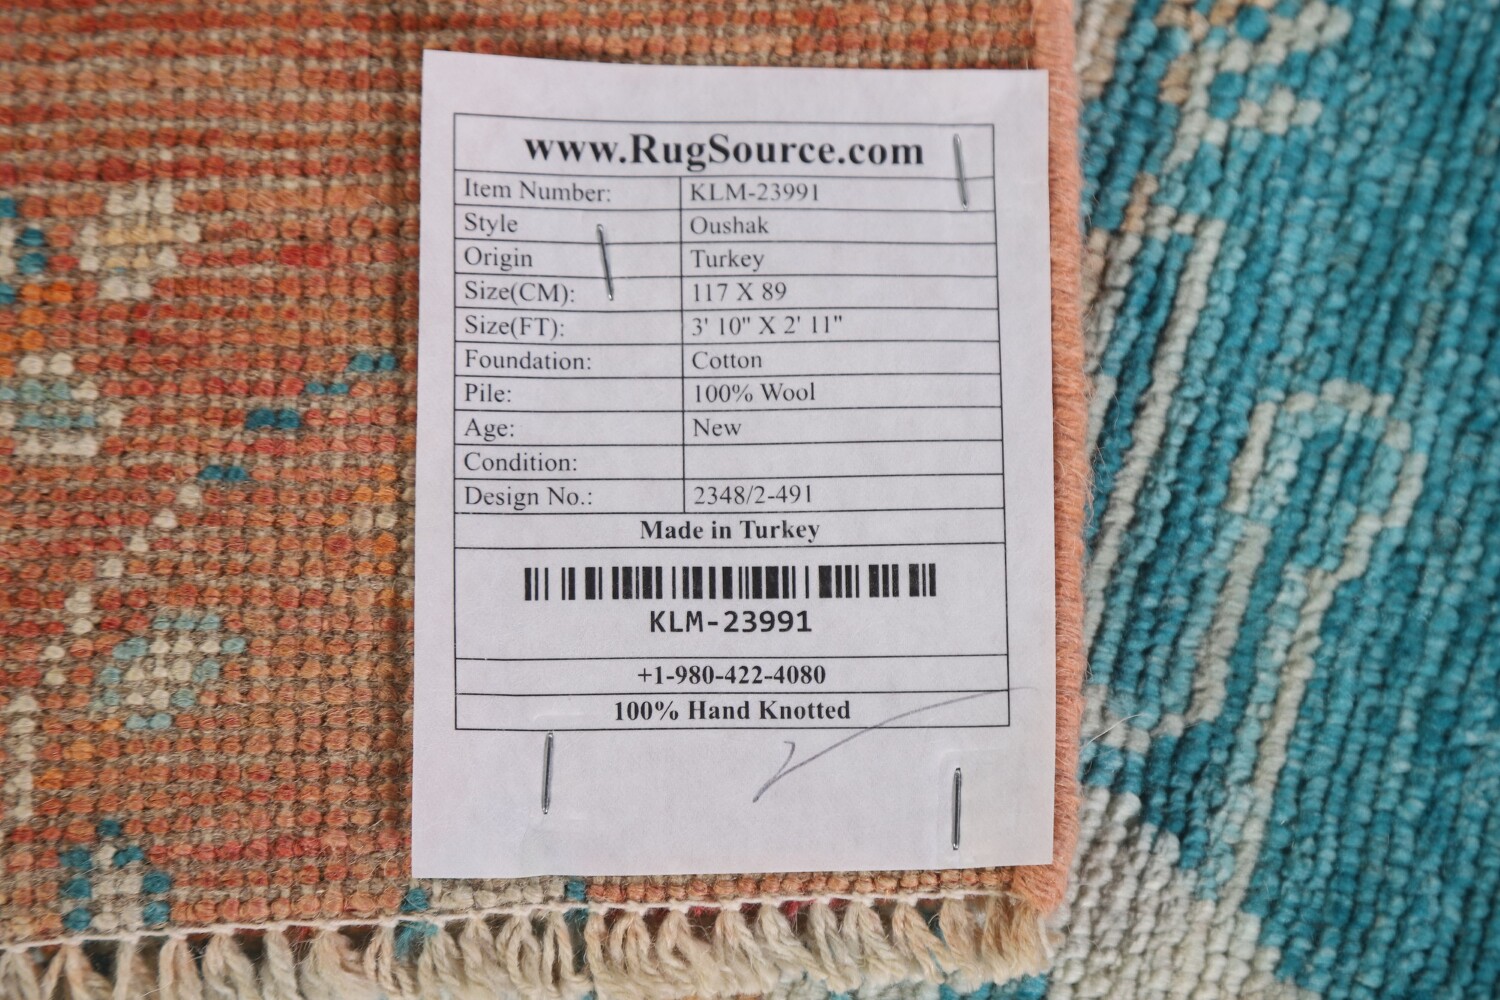 www.RugSource.com
Item Number: KLM-23991
Style Oushak
Origin Turkey
Size(CM): 117 X 89
Size(FT): 3' 10" X 2' 11"
Foundation: Cotton
Pile: 100% Wool
Age: New
Condition:
Design No.: 2348/2-491
Made in Turkey
KLM-23991
+1-980-422-4080
100% Hand Knotted